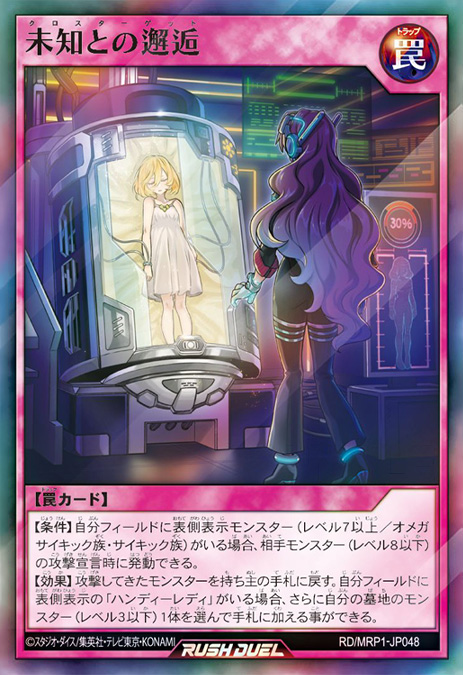 クロスターゲット
未知との邂逅
トラップ
罠
30%
【罠カード】
【条件】自分フィールドに表側表示モンスター(レベル7以上/オメガ
サイキック族・サイキック族)がいる場合、相手モンスター(レベル8以下)
の攻撃宣言時に発動できる。
【効果】攻撃してきたモンスターを持ち主の手札に戻す。自分フィールドに
表側表示の「ハンディーレディ」がいる場合、さらに自分の墓地のモン
スター(レベル3以下)1体を選んで手札に加える事ができる。
©スタジオ・ダイス/集英社・テレビ東京・KONAMI
RUSH DUEL
RD/MRP1-JP048